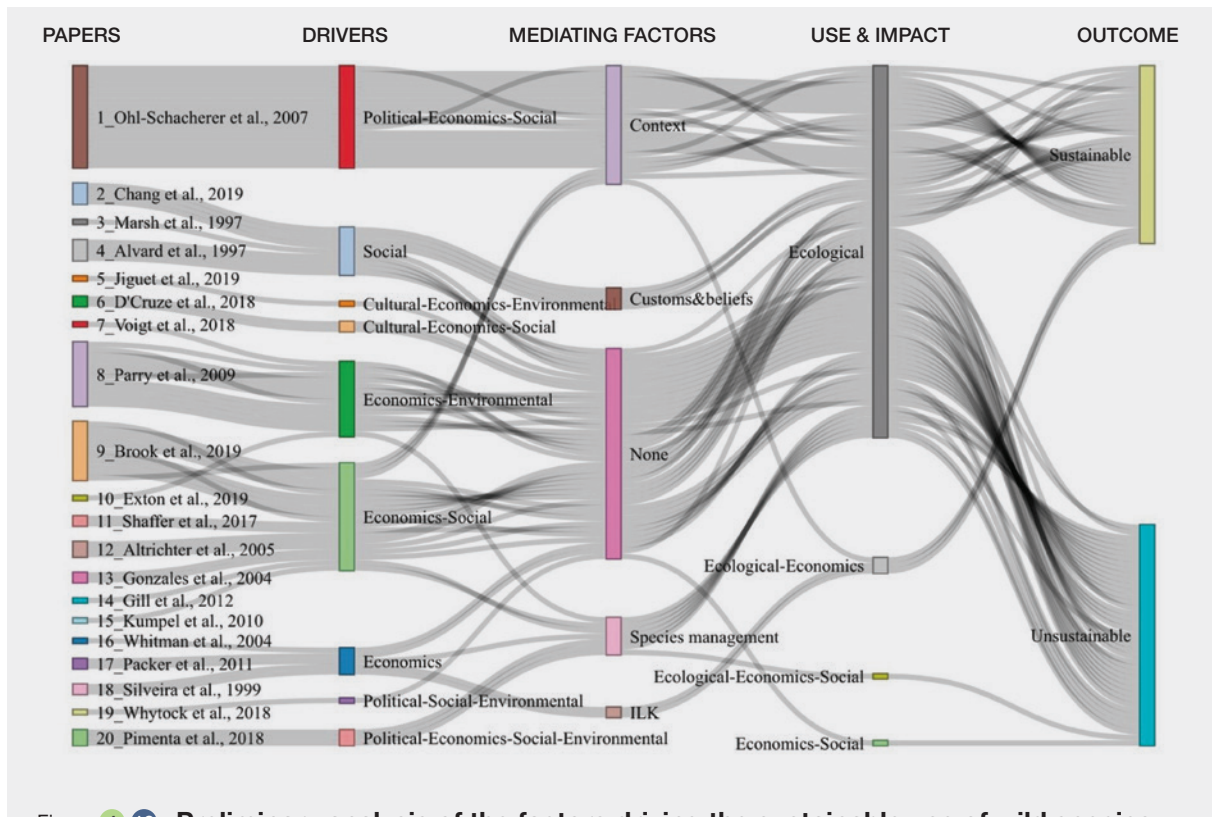 PAPERS DRIVERS MEDIATING FACTORS USE & IMPACT OUTCOME
1_Ohl-Schacherer et al., 2007
2_Chang et al., 2019
3_Marsh et al., 1997
4_Alvard et al., 1997
5_Jiguet et al., 2019
6_D'Cruze et al., 2018
7_Voigt et al., 2018
8_Parry et al., 2009
9_Brook et al., 2019
10_Exton et al., 2019
11_Shaffer et al., 2017
12_Altrichter et al., 2005
13_Gonzales et al., 2004
14_Gill et al., 2012
15_Kumpel et al., 2010
16_Whitman et al., 2004
17_Packer et al., 2011
18_Silveira et al., 1999
19_Whytock et al., 2018
20_Pimenta et al., 2018
Political-Economics-Social
Social
Cultural-Economics-Environmental
Cultural-Economics-Social
Economics-Environmental
Economics-Social
Economics
Political-Social-Environmental
Political-Economics-Social-Environmental
Context
Customs&beliefs
None
Species management
ILK
Ecological
Ecological-Economics
Ecological-Economics-Social
Economics-Social
Sustainable
Unsustainable
Preliminary analysis of the factors driving the sustainable use of wild species